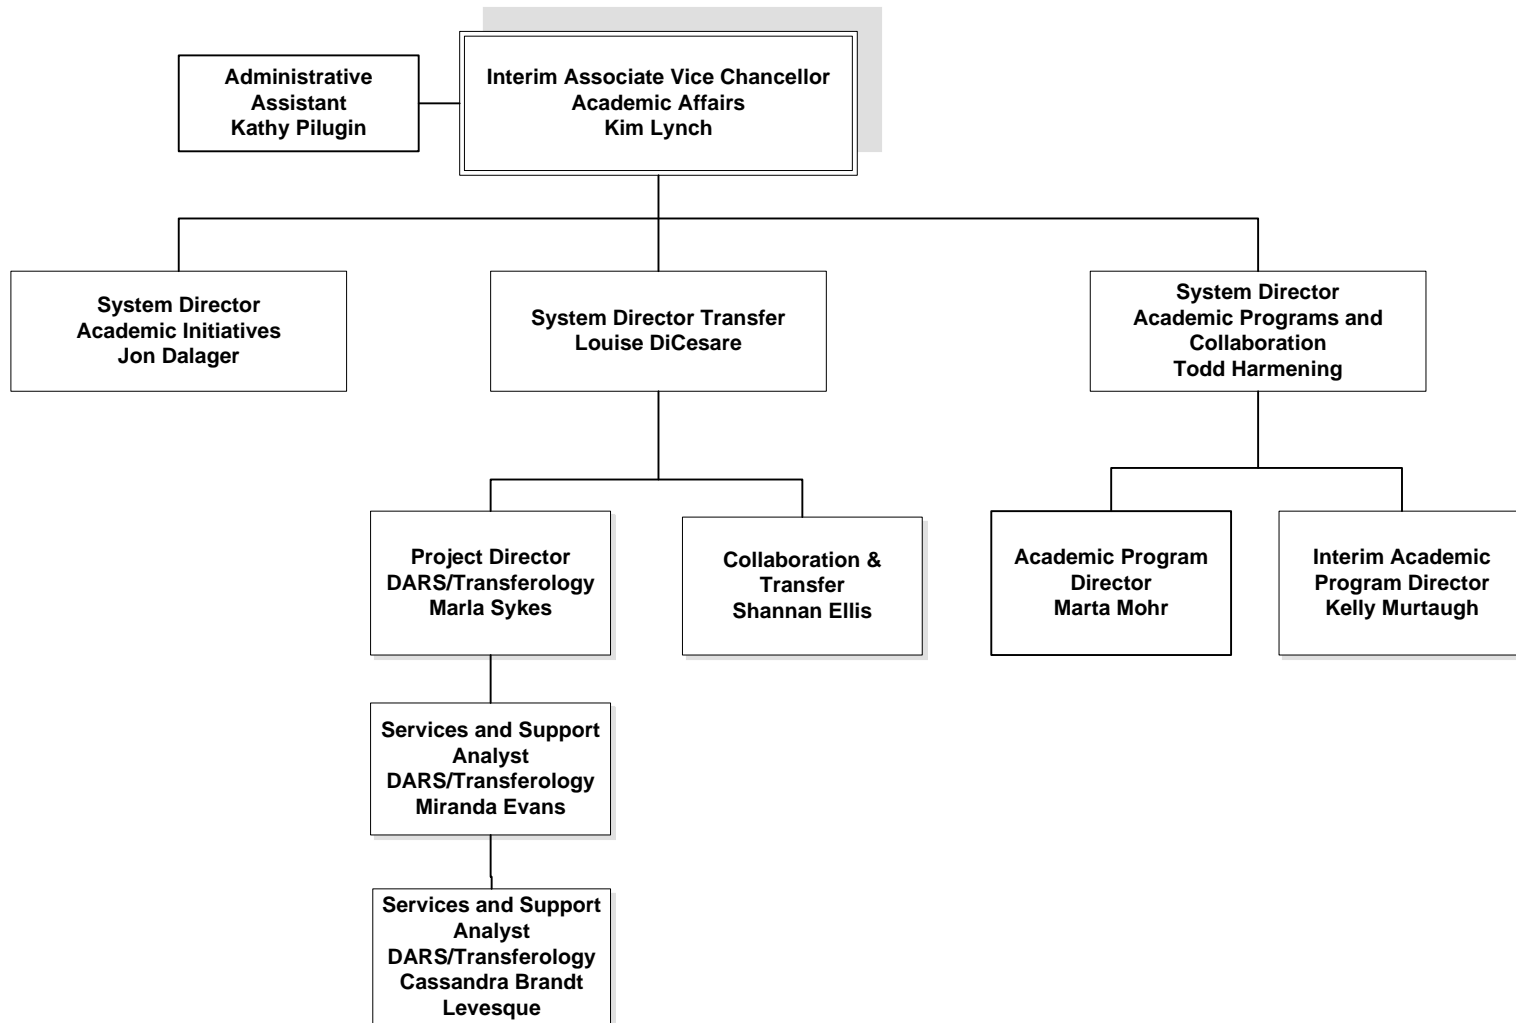 Administrative
Assistant
Kathy Pilugin
Interim Associate Vice Chancellor
Academic Affairs
Kim Lynch
System Director
Academic Initiatives
Jon Dalager
System Director Transfer
Louise DiCesare
System Director
Academic Programs and
Collaboration
Todd Harmening
Project Director
DARS/Transferology
Marla Sykes
Collaboration &
Transfer
Shannan Ellis
Academic Program
Director
Marta Mohr
Interim Academic
Program Director
Kelly Murtaugh
Services and Support
Analyst
DARS/Transferology
Miranda Evans
Services and Support
Analyst
DARS/Transferology
Cassandra Brandt
Levesque